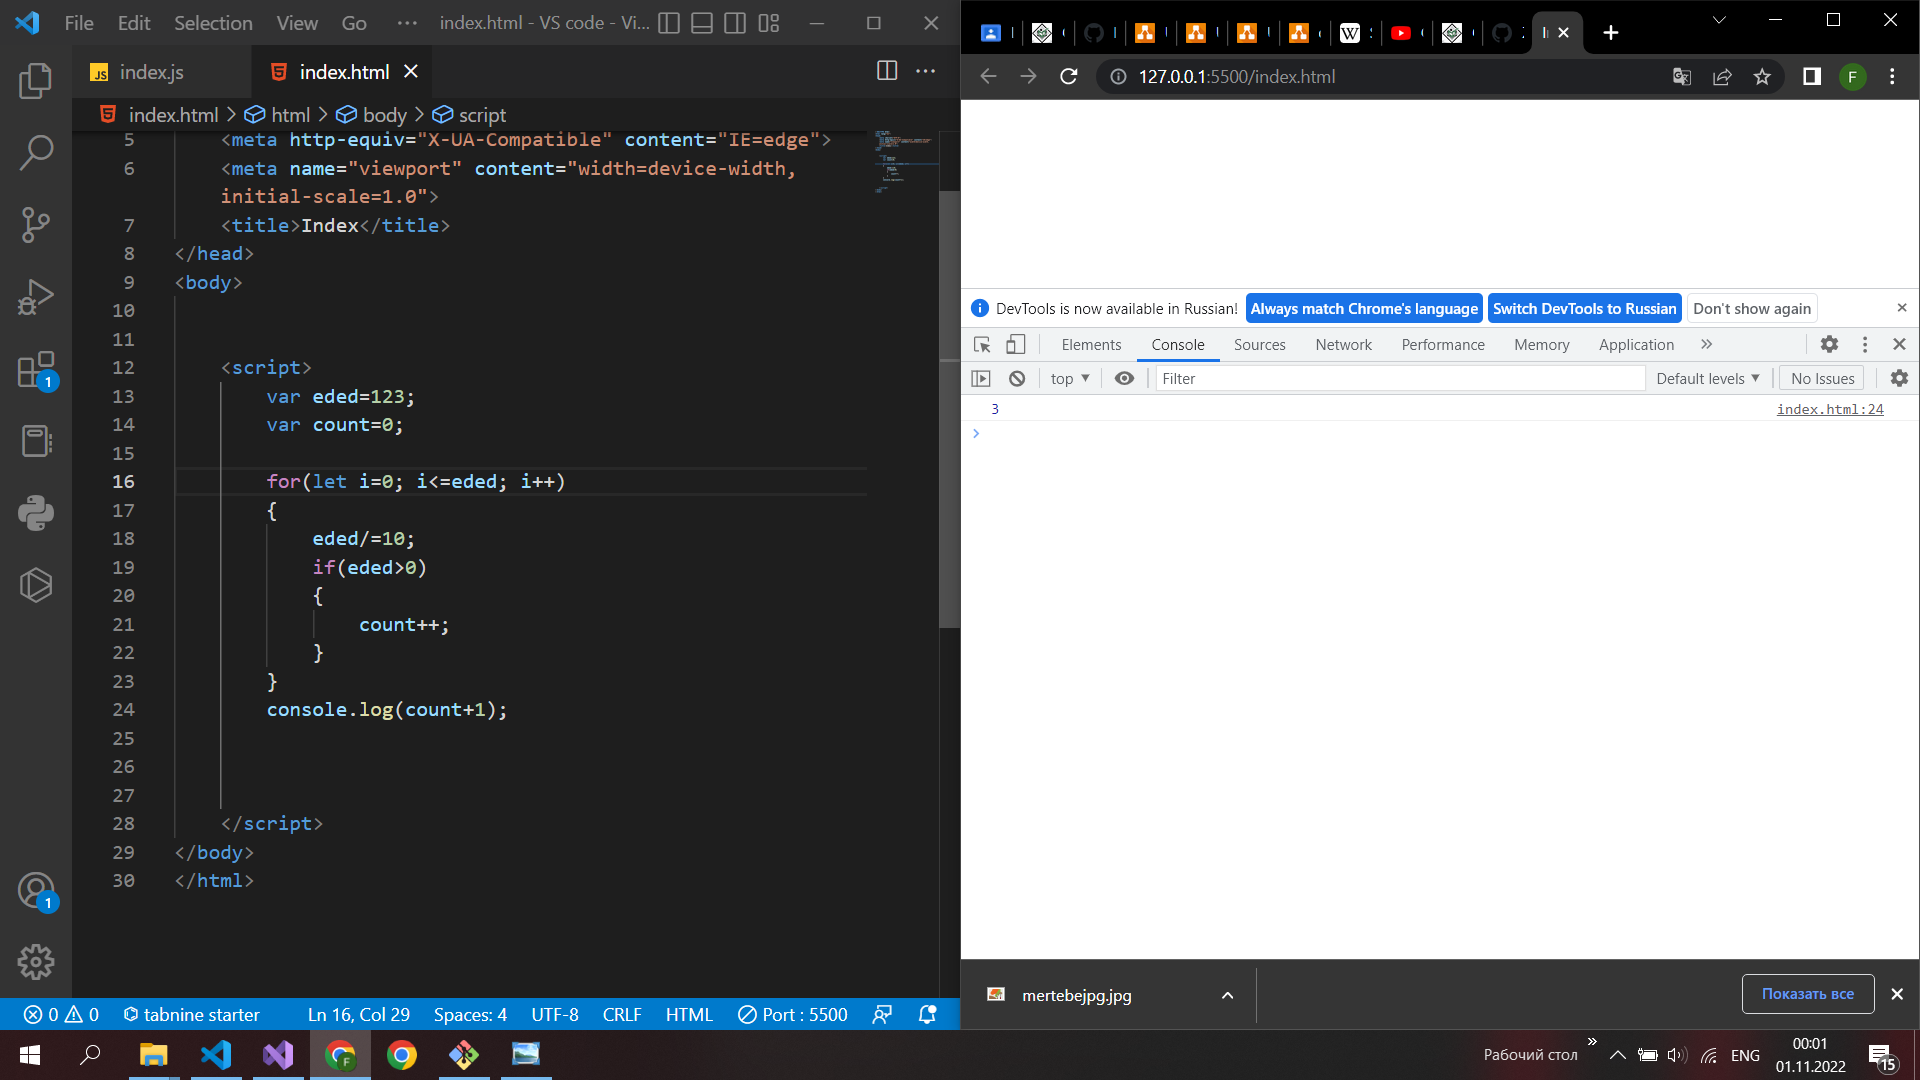 File Edit Selection View Go ··· index.html - VS code - Vi...
index.js index.html
index.html > html > body > script
5 <meta http-equiv="X-UA-Compatible" content="IE=edge">
6 <meta name="viewport" content="width=device-width,
initial-scale=1.0">
7 <title>Index</title>
8 </head>
9 <body>
10
11
12 <script>
13 var eded=123;
14 var count=0;
15
16 for(let i=0; i<=eded; i++)
17 {
18 eded/=10;
19 if(eded>0)
20 {
21 count++;
22 }
23 }
24 console.log(count+1);
25
26
27
28 </script>
29 </body>
30 </html>
1
1
0 0 tabnine starter Ln 16, Col 29 Spaces: 4 UTF-8 CRLF HTML Port : 5500
127.0.0.1:5500/index.html F
DevTools is now available in Russian! Always match Chrome's language Switch DevTools to Russian Don't show again
Elements Console Sources Network Performance Memory Application
top Filter Default levels No Issues
3 index.html:24
mertebejpg.jpg Показать все
Рабочий стол ENG 00:01
01.11.2022
15